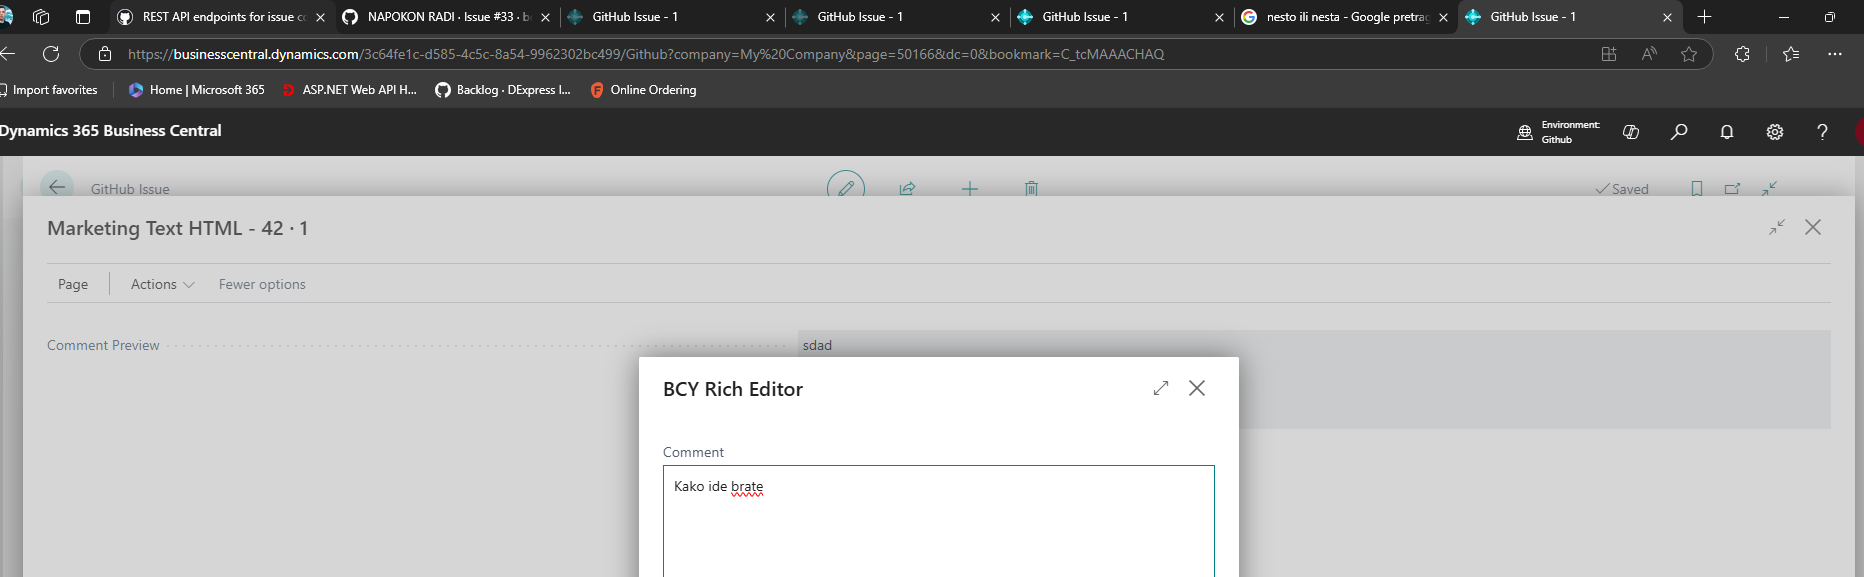 REST API endpoints for issue cc
NAPOKON RADI · Issue #33 · b
GitHub Issue - 1
GitHub Issue - 1
GitHub Issue - 1
nesto ili nesta - Google pretrag
GitHub Issue - 1
https://businesscentral.dynamics.com/3c64fe1c-d585-4c5c-8a54-9962302bc499/Github?company=My%20Company&page=50166&dc=0&bookmark=C_tcMAAACHAQ
Import favorites
Home | Microsoft 365
ASP.NET Web API H...
Backlog · DExpress I...
Online Ordering
Dynamics 365 Business Central
Environment:
Github
GitHub Issue
Saved
Marketing Text HTML - 42 · 1
Page
Actions
Fewer options
Comment Preview
sdad
BCY Rich Editor
Comment
Kako ide brate